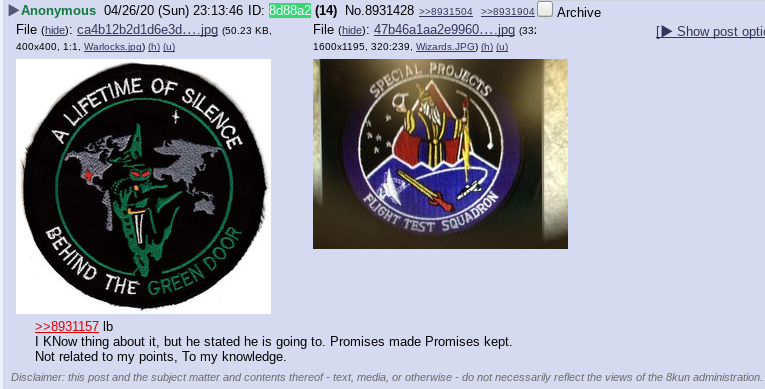 ▶Anonymous 04/26/20 (Sun) 23:13:46 ID: 8d88a2 (14) No.8931428 >>8931504 >>8931904 Archive
File (hide): ca4b12b2d1d6e3d….jpg (50.23 KB,
400x400, 1:1, Warlocks.jpg) (h) (u)
File (hide): 47b46a1aa2e9960….jpg (332
1600x1195, 320:239, Wizards.JPG) (h) (u)
[▶ Show post opti
A LIFETIME OF SILENCE
BEHIND THE GREEN DOOR
SPECIAL PROJECTS
FLIGHT TEST SQUADRON
>>8931157 lb
I KNow thing about it, but he stated he is going to. Promises made Promises kept.
Not related to my points, To my knowledge.
Disclaimer: this post and the subject matter and contents thereof - text, media, or otherwise - do not necessarily reflect the views of the 8kun administration.